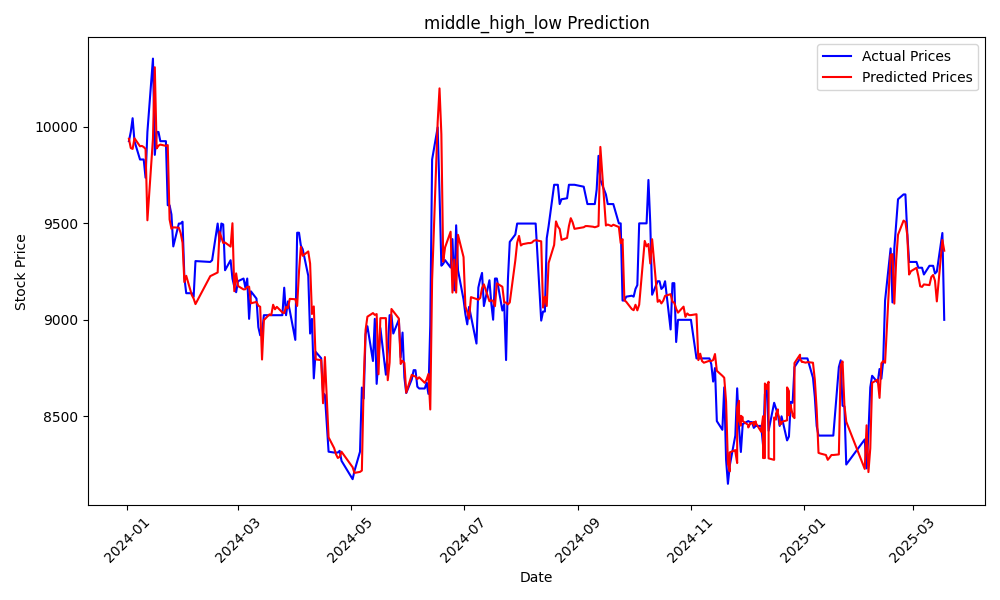 middle_high_low Prediction
Actual Prices
Predicted Prices
Stock Price
10000
9500
9000
8500
2024-01
2024-03
2024-05
2024-07
2024-09
2024-11
2025-01
2025-03
Date